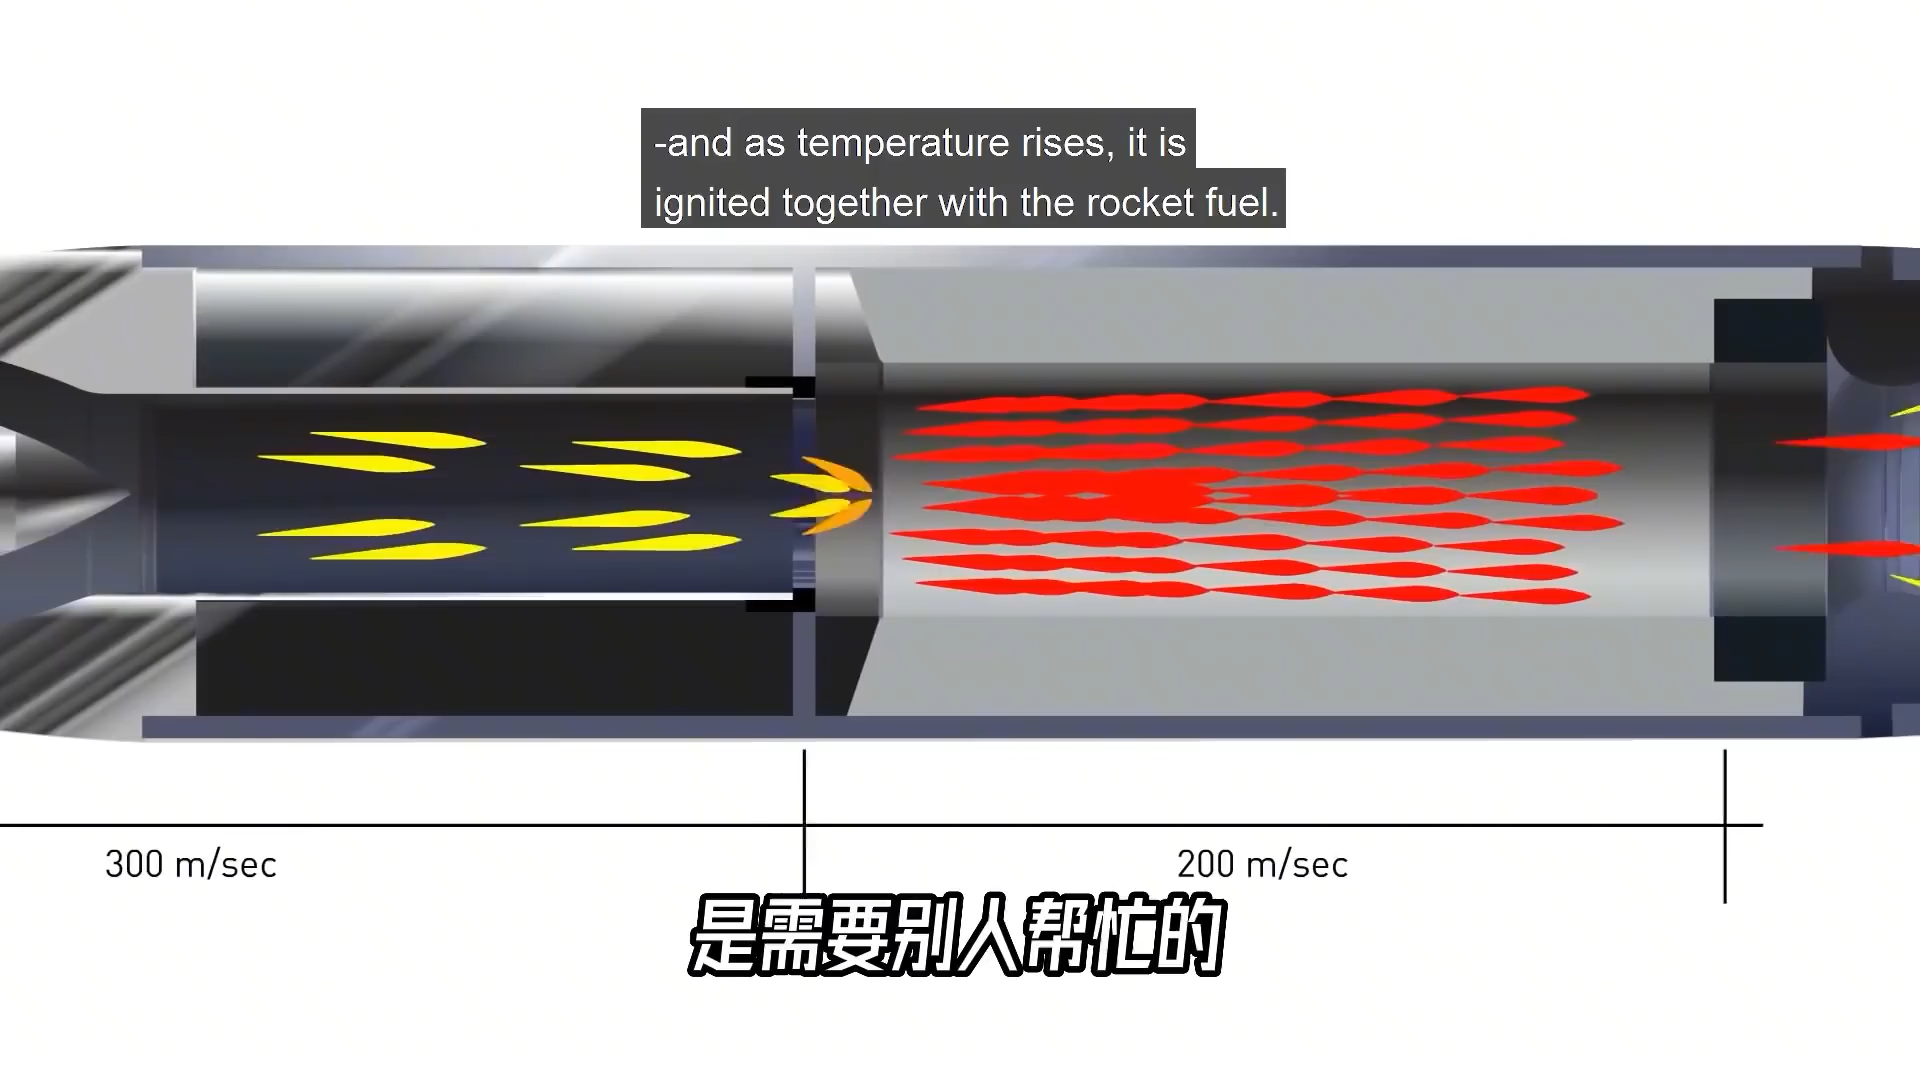 -and as temperature rises, it is
ignited together with the rocket fuel.
300 m/sec
200 m/sec
是需要别人帮忙的